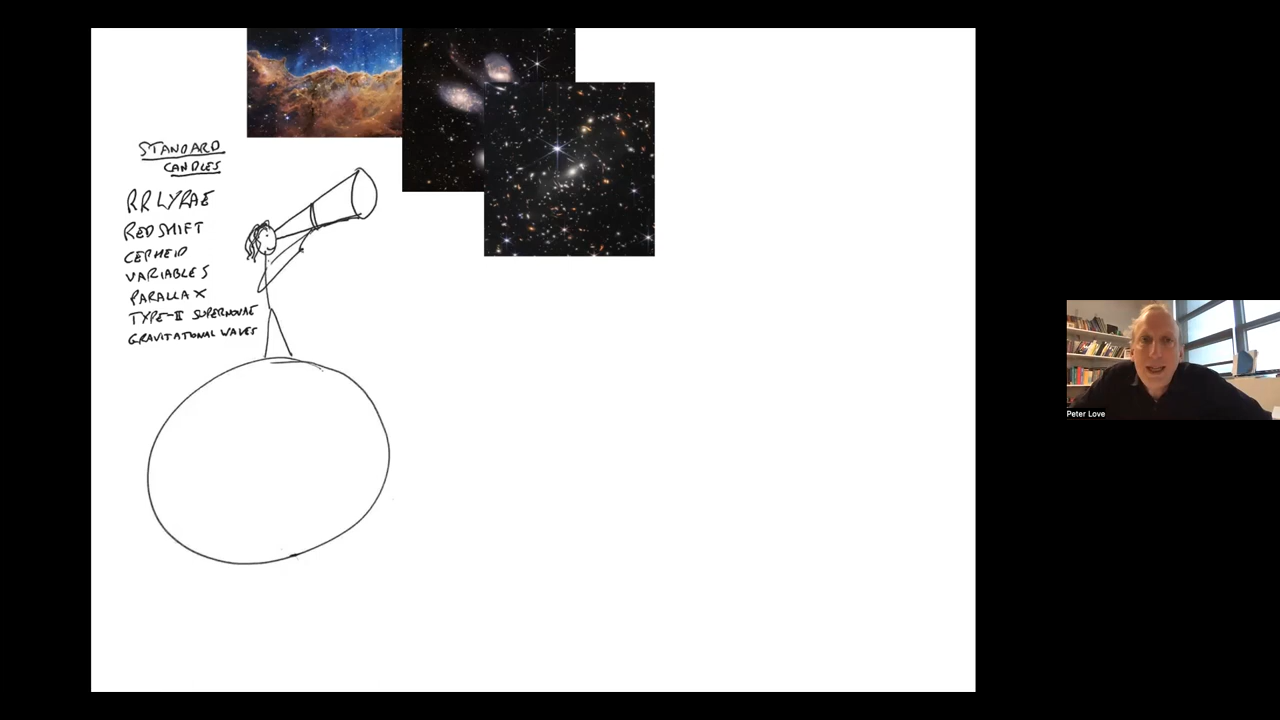 STANDARD
CANDLES
RR LYRAE
REDSHIFT
CEPHEID
VARIABLES
PARALLAX
TYPE-II SUPERNOVAE
GRAVITATIONAL WAVES
Peter Love